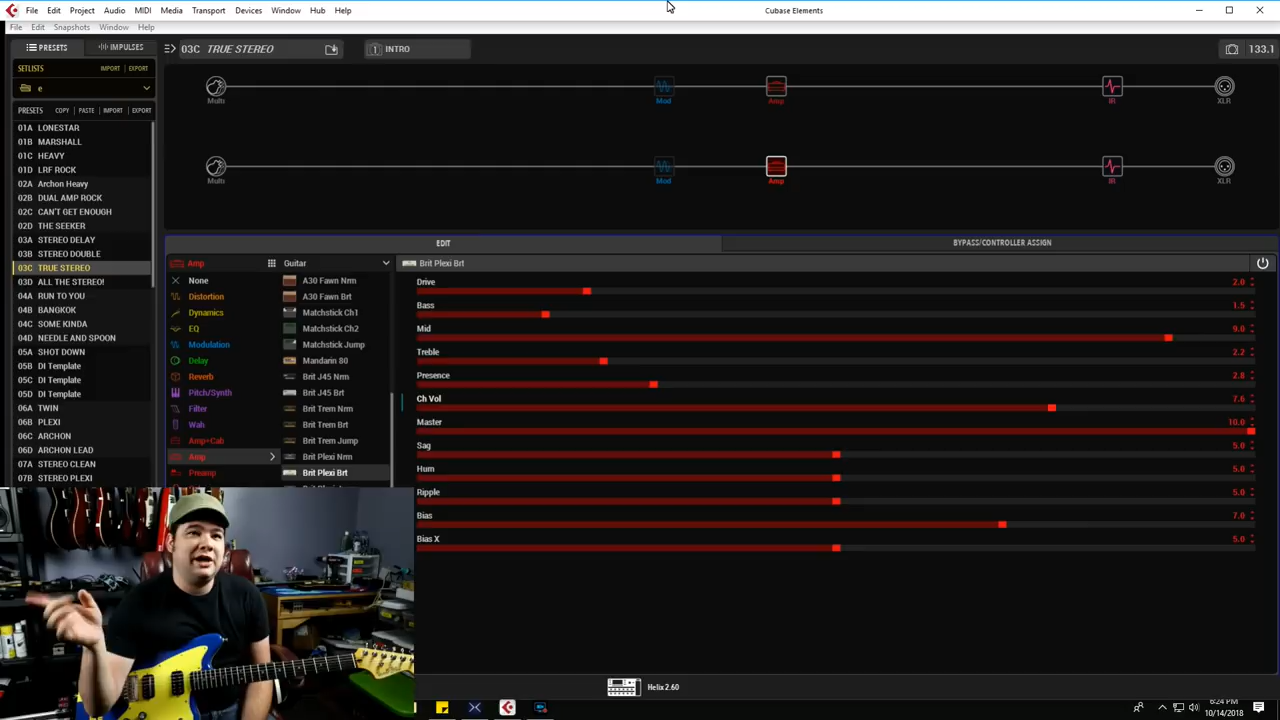 File Edit Project Audio MIDI Media Transport Devices Window Hub Help
Cubase Elements
File Edit Snapshots Window Help
PRESETS IMPULSES
03C TRUE STEREO
INTRO
133.1
SETLISTS IMPORT EXPORT
e
PRESETS COPY PASTE IMPORT EXPORT
01A LONESTAR
01B MARSHALL
01C HEAVY
01D LRF ROCK
02A Archon Heavy
02B DUAL AMP ROCK
02C CAN'T GET ENOUGH
02D THE SEEKER
03A STEREO DELAY
03B STEREO DOUBLE
03C TRUE STEREO
03D ALL THE STEREO!
04A RUN TO YOU
04B BANGKOK
04C SOME KINDA
04D NEEDLE AND SPOON
05A SHOT DOWN
05B DI Template
05C DI Template
05D DI Template
06A TWIN
06B PLEXI
06C ARCHON
06D ARCHON LEAD
07A STEREO CLEAN
07B STEREO PLEXI
Multi Mod Amp IR XLR
Multi Mod Amp IR XLR
EDIT
BYPASS/CONTROLLER ASSIGN
Amp
Guitar
None
Distortion
Dynamics
EQ
Modulation
Delay
Reverb
Pitch/Synth
Filter
Wah
Amp+Cab
Amp
Preamp
A30 Fawn Nrm
A30 Fawn Brt
Matchstick Ch1
Matchstick Ch2
Matchstick Jump
Mandarin 80
Brit J45 Nrm
Brit J45 Brt
Brit Trem Nrm
Brit Trem Brt
Brit Trem Jump
Brit Plexi Nrm
Brit Plexi Brt
Brit Plexi Brt
Drive 2.0
Bass 1.5
Mid 9.0
Treble 2.2
Presence 2.8
Ch Vol 7.6
Master 10.0
Sag 5.0
Hum 5.0
Ripple 5.0
Bias 7.0
Bias X 5.0
Helix 2.60
6:24 PM
10/14/2018